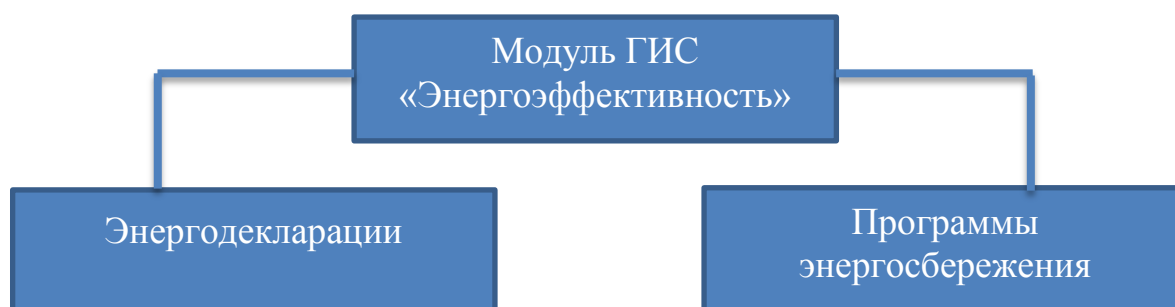 Модуль ГИС
«Энергоэффективность»
Энергодекларации
Программы
энергосбережения